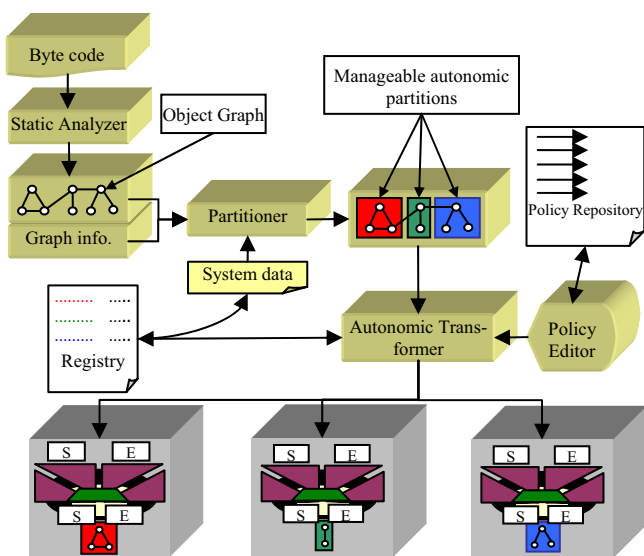 Byte code
Manageable autonomic
partitions
Object Graph
Static Analyzer
Partitioner
Policy Repository
Graph info.
System data
Registry
Autonomic Trans-
former
Policy
Editor
S E
S E
S E
S E
S E
S E